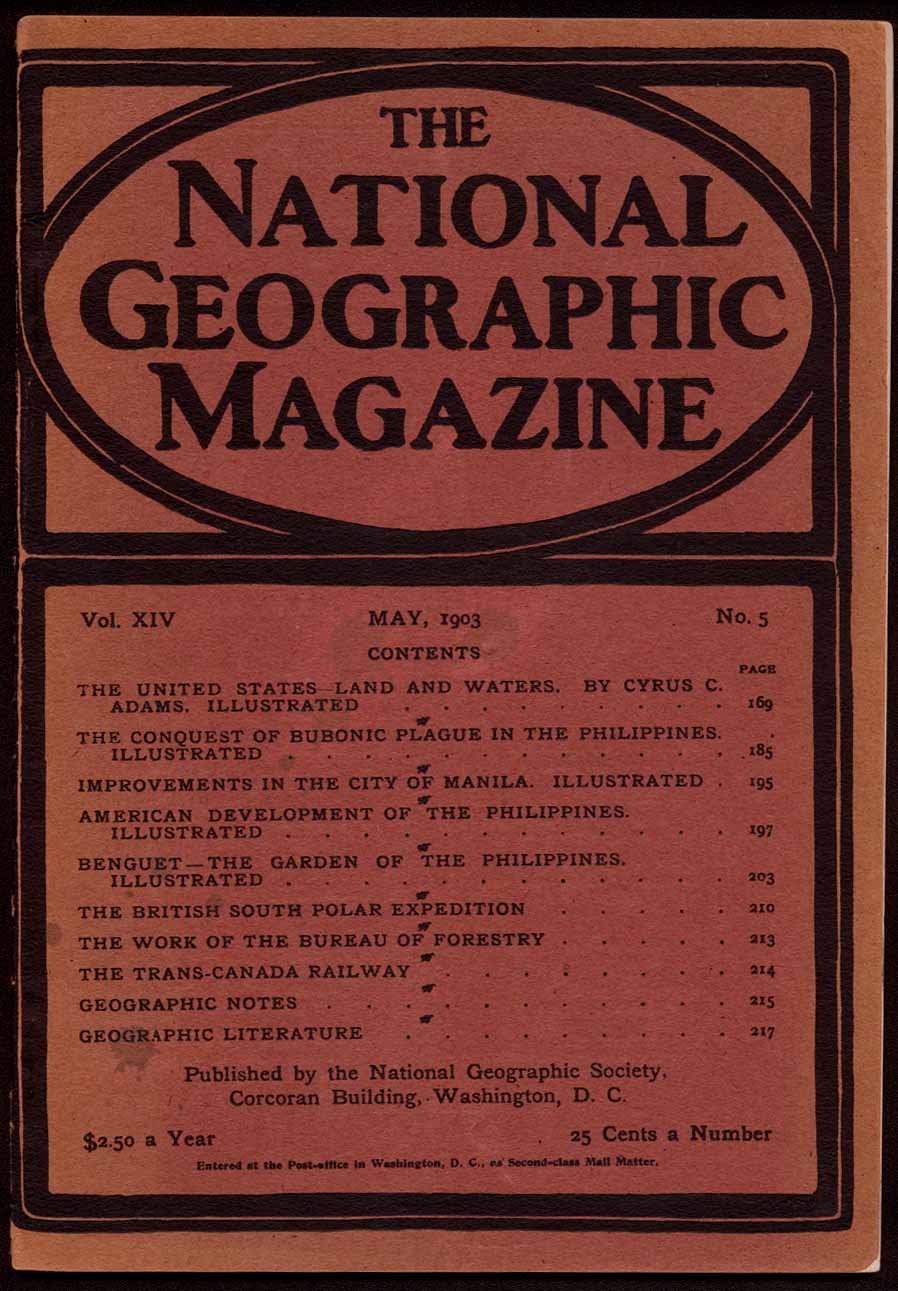 THE
NATIONAL
GEOGRAPHIC
MAGAZINE
Vol. XIV MAY, 1903 No. 5
CONTENTS
PAGE
THE UNITED STATES—LAND AND WATERS. BY CYRUS C.
ADAMS. ILLUSTRATED . . . . . . . . . 169
THE CONQUEST OF BUBONIC PLAGUE IN THE PHILIPPINES.
ILLUSTRATED . . . . . . . . . . . . 185
IMPROVEMENTS IN THE CITY OF MANILA. ILLUSTRATED . 195
AMERICAN DEVELOPMENT OF THE PHILIPPINES.
ILLUSTRATED . . . . . . . . . . . . 197
BENGUET—THE GARDEN OF THE PHILIPPINES.
ILLUSTRATED . . . . . . . . . . . . 203
THE BRITISH SOUTH POLAR EXPEDITION . . . . . 210
THE WORK OF THE BUREAU OF FORESTRY . . . . . 213
THE TRANS-CANADA RAILWAY . . . . . . . . 214
GEOGRAPHIC NOTES . . . . . . . . . . . 215
GEOGRAPHIC LITERATURE . . . . . . . . . 217
Published by the National Geographic Society,
Corcoran Building, Washington, D. C.
$2.50 a Year 25 Cents a Number
Entered at the Post-office in Washington, D. C., as Second-class Mail Matter.